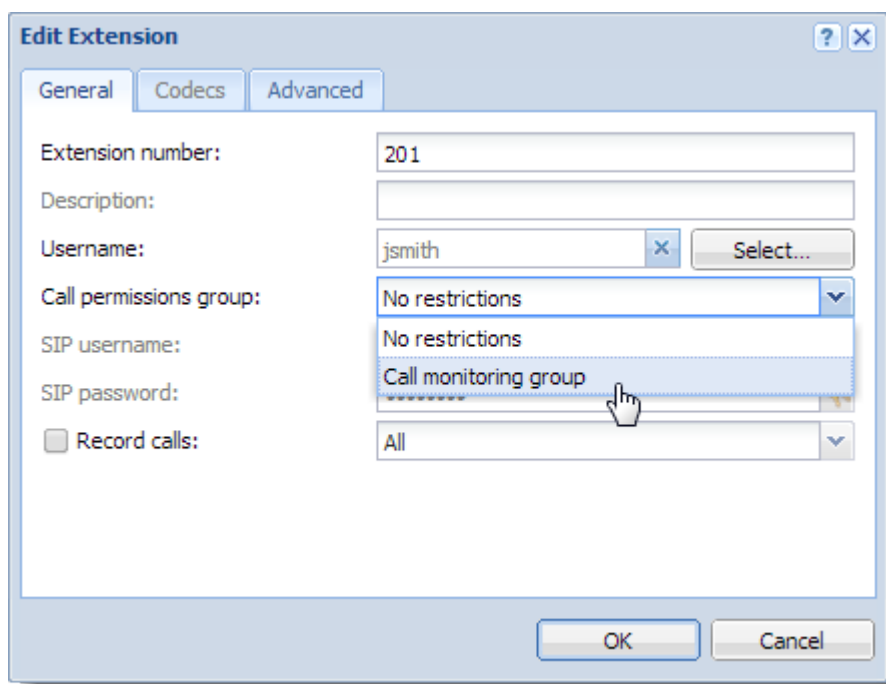 Edit Extension
General Codecs Advanced
Extension number: 201
Description:
Username: jsmith Select...
Call permissions group: No restrictions
No restrictions
SIP username:
Call monitoring group
SIP password:
Record calls: All
OK Cancel